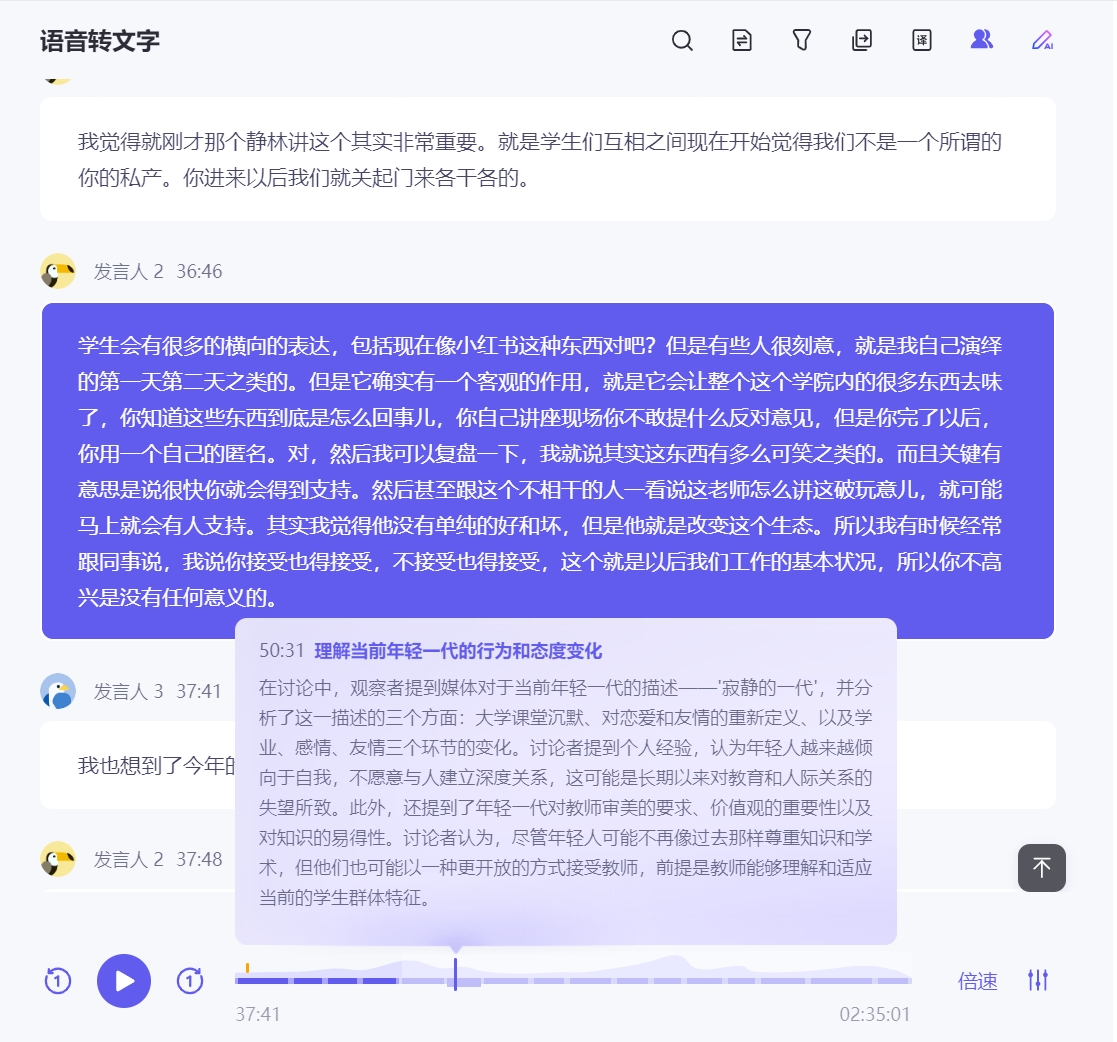 语音转文字
译
AI
我觉得就刚才那个静林讲这个其实非常重要。就是学生们互相之间现在开始觉得我们不是一个所谓的
你的私产。你进来以后我们就关起门来各干各的。
发言人 2 36:46
学生会有很多的横向的表达，包括现在像小红书这种东西对吧？但是有些人很刻意，就是我自己演绎
的第一天第二天之类的。但是它确实有一个客观的作用，就是它会让整个这个学院内的很多东西去味
了，你知道这些东西到底是怎么回事儿，你自己讲座现场你不敢提什么反对意见，但是你完了以后，
你用一个自己的匿名。对，然后我可以复盘一下，我就说其实这东西有多么可笑之类的。而且关键有
意思是说很快你就会得到支持。然后甚至跟这个不相干的人一看说这老师怎么讲这破玩意儿，就可能
马上就会有人支持。其实我觉得他没有单纯的好和坏，但是他就是改变这个生态。所以我有时候经常
跟同事说，我说你接受也得接受，不接受也得接受，这个就是以后我们工作的基本状况，所以你不高
兴是没有任何意义的。
50:31 理解当前年轻一代的行为和态度变化
在讨论中，观察者提到媒体对于当前年轻一代的描述——'寂静的一代'，并分
析了这一描述的三个方面：大学课堂沉默、对恋爱和友情的重新定义、以及学
业、感情、友情三个环节的变化。讨论者提到个人经验，认为年轻人越来越倾
向于自我，不愿意与人建立深度关系，这可能是长期以来对教育和人际关系的
失望所致。此外，还提到了年轻一代对教师审美的要求、价值观的重要性以及
对知识的易得性。讨论者认为，尽管年轻人可能不再像过去那样尊重知识和学
术，但他们也可能以一种更开放的方式接受教师，前提是教师能够理解和适应
当前的学生群体特征。
发言人 3 37:41
我也想到了今年的
发言人 2 37:48
1
1
倍速
37:41
02:35:01